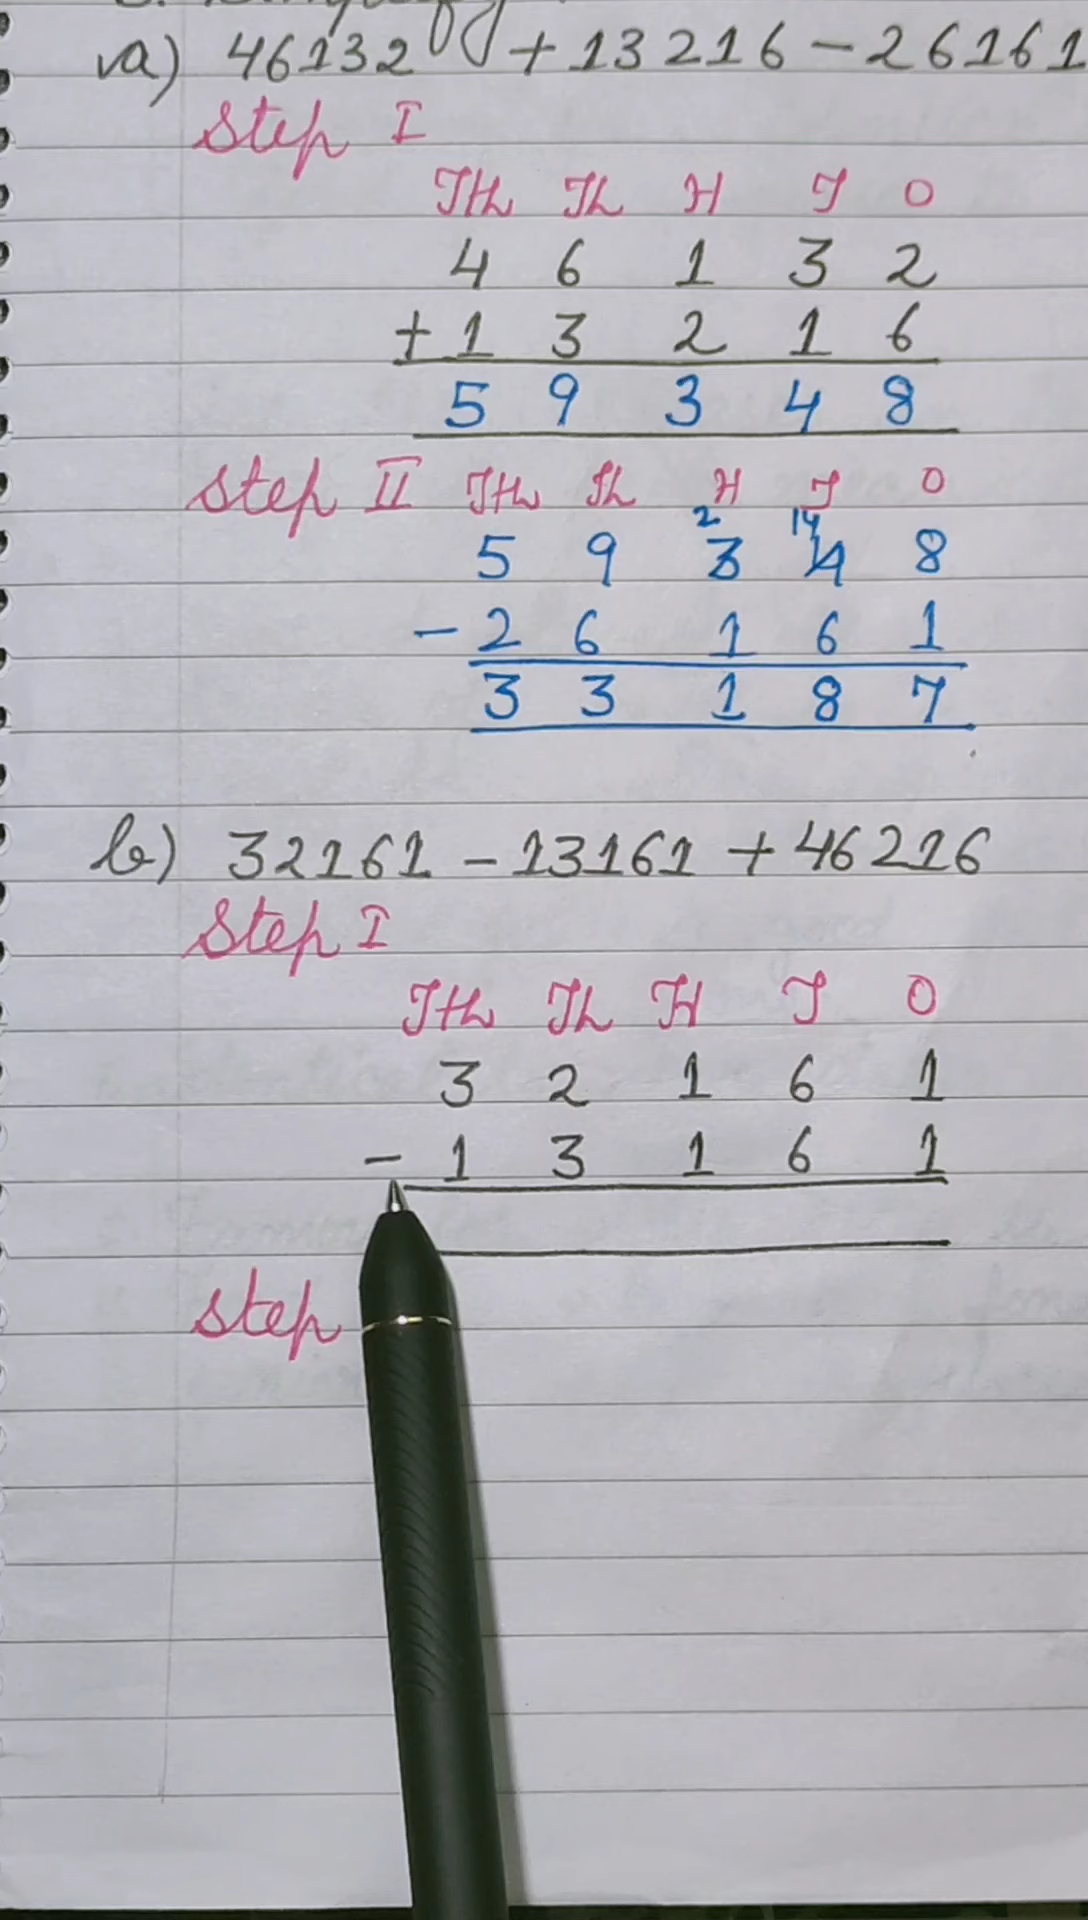 a) 46132 + 13216 - 26161
Step I
TTh Th H T O
4 6 1 3 2
+ 1 3 2 1 6
5 9 3 4 8
Step II TTh Th H T O
2 14
5 9 3 4 8
- 2 6 1 6 1
3 3 1 8 7
b) 32161 - 13161 + 46216
Step I
TTh Th H T O
3 2 1 6 1
- 1 3 1 6 1
Step